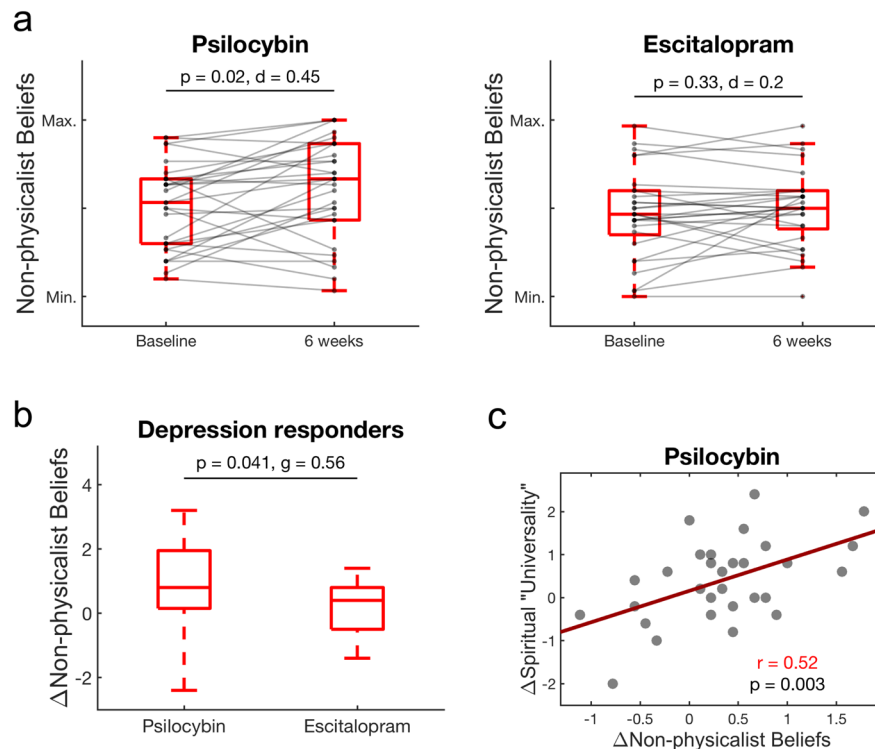 a
Psilocybin
p = 0.02, d = 0.45
Non-physicalist Beliefs
Max.
Min.
Baseline
6 weeks
Escitalopram
p = 0.33, d = 0.2
Non-physicalist Beliefs
Max.
Min.
Baseline
6 weeks
b
Depression responders
p = 0.041, g = 0.56
ΔNon-physicalist Beliefs
4
2
0
-2
Psilocybin
Escitalopram
c
Psilocybin
ΔSpiritual "Universality"
2
1
0
-1
-2
r = 0.52
p = 0.003
-1
-0.5
0
0.5
1
1.5
ΔNon-physicalist Beliefs